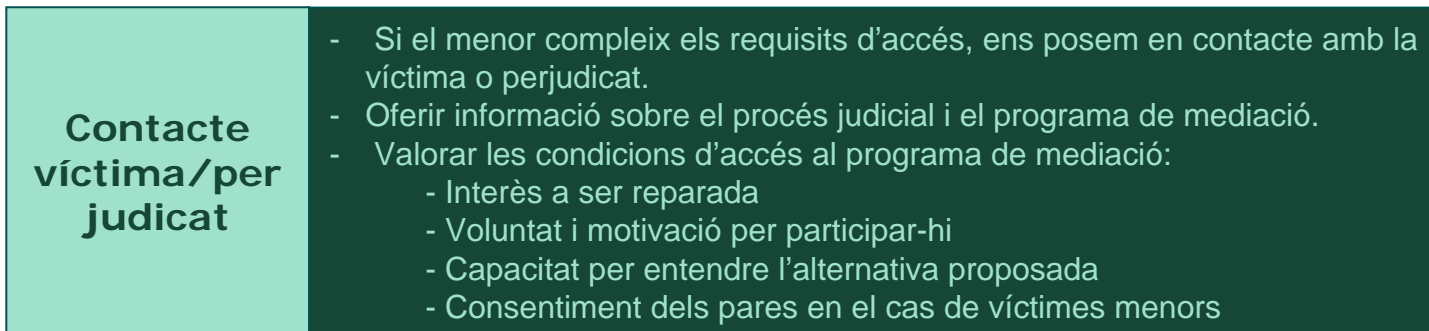 Contacte
víctima/per
judicat
- Si el menor compleix els requisits d’accés, ens posem en contacte amb la
víctima o perjudicat.
- Oferir informació sobre el procés judicial i el programa de mediació.
- Valorar les condicions d’accés al programa de mediació:
- Interès a ser reparada
- Voluntat i motivació per participar-hi
- Capacitat per entendre l’alternativa proposada
- Consentiment dels pares en el cas de víctimes menors